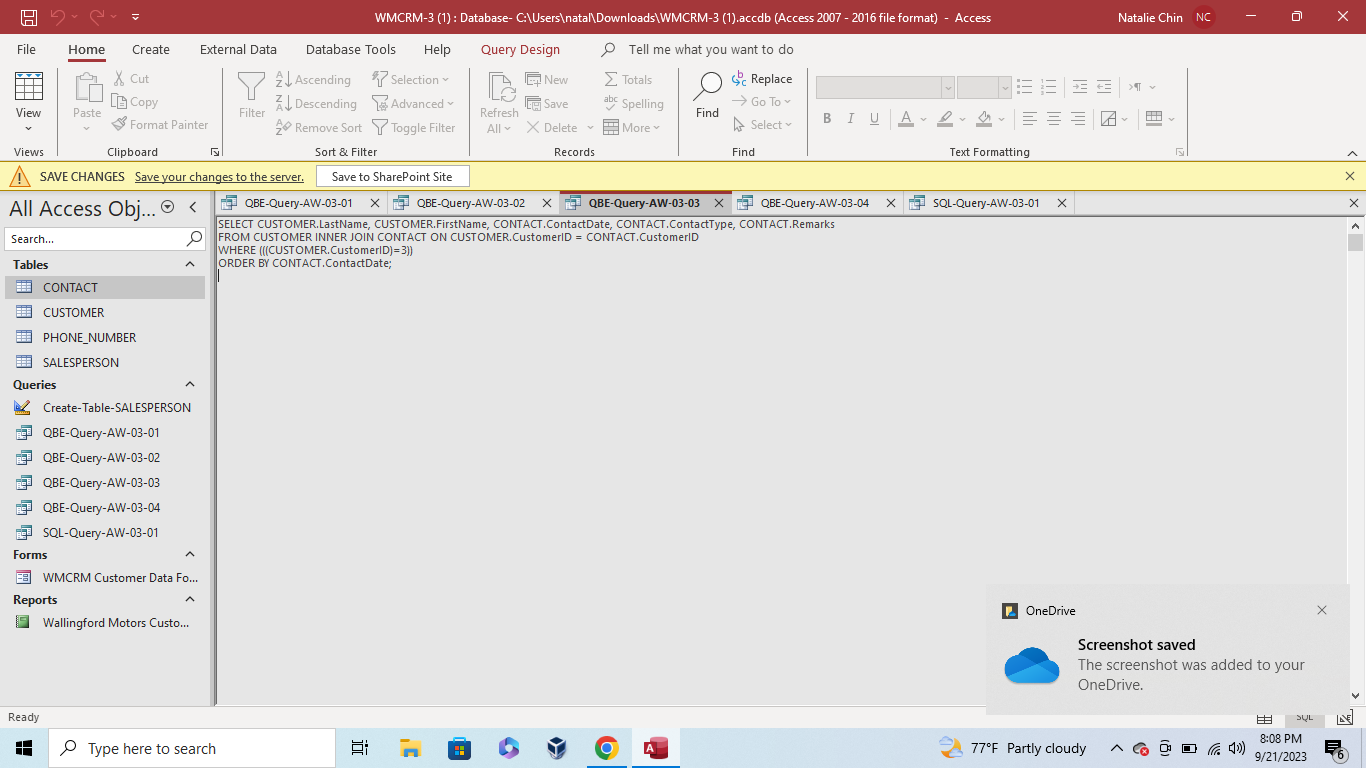 WMCRM-3 (1) : Database- C:\Users\natal\Downloads\WMCRM-3 (1).accdb (Access 2007 - 2016 file format) - Access
Natalie Chin NC
File Home Create External Data Database Tools Help Query Design Tell me what you want to do
View
Views
Paste
Cut
Copy
Format Painter
Clipboard
Filter
Ascending
Descending
Remove Sort
Selection
Advanced
Toggle Filter
Sort & Filter
Refresh
All
New
Save
Delete
Totals
Spelling
More
Records
Find
Replace
Go To
Select
Find
B I U A
Text Formatting
SAVE CHANGES Save your changes to the server. Save to SharePoint Site
All Access Obj...
Search...
Tables
CONTACT
CUSTOMER
PHONE_NUMBER
SALESPERSON
Queries
Create-Table-SALESPERSON
QBE-Query-AW-03-01
QBE-Query-AW-03-02
QBE-Query-AW-03-03
QBE-Query-AW-03-04
SQL-Query-AW-03-01
Forms
WMCRM Customer Data Fo...
Reports
Wallingford Motors Custo...
QBE-Query-AW-03-01 QBE-Query-AW-03-02 QBE-Query-AW-03-03 QBE-Query-AW-03-04 SQL-Query-AW-03-01
SELECT CUSTOMER.LastName, CUSTOMER.FirstName, CONTACT.ContactDate, CONTACT.ContactType, CONTACT.Remarks
FROM CUSTOMER INNER JOIN CONTACT ON CUSTOMER.CustomerID = CONTACT.CustomerID
WHERE (((CUSTOMER.CustomerID)=3))
ORDER BY CONTACT.ContactDate;
OneDrive
Screenshot saved
The screenshot was added to your
OneDrive.
Ready
SQL
Type here to search
77°F Partly cloudy
8:08 PM
9/21/2023
6